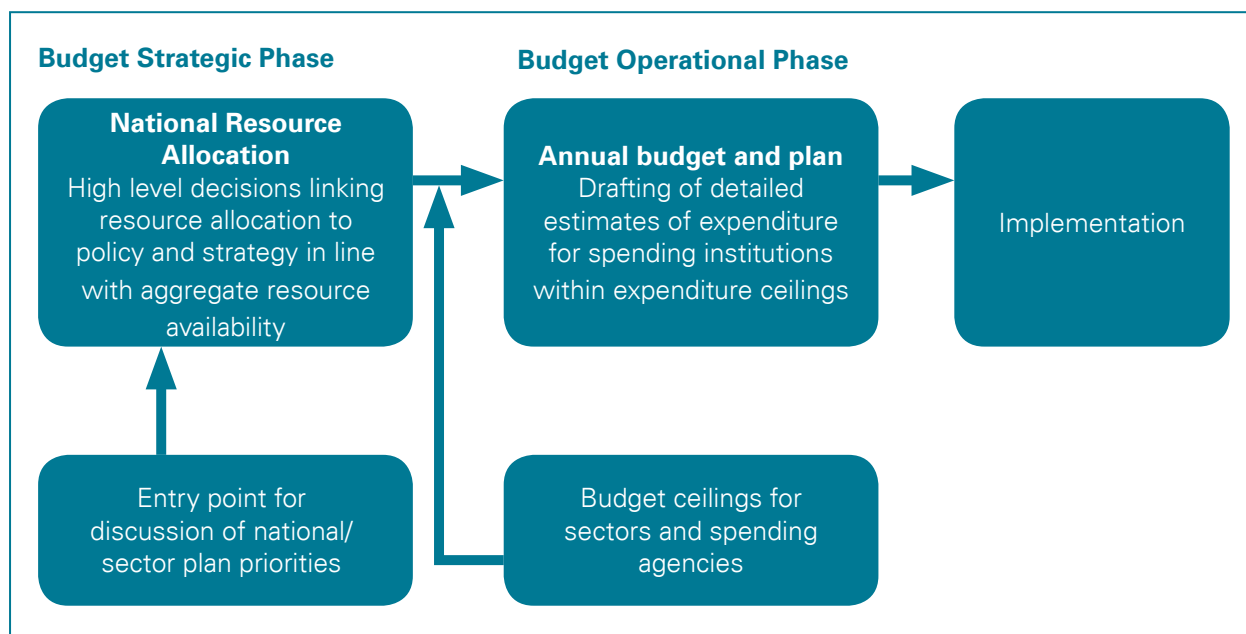 Budget Strategic Phase
Budget Operational Phase
National Resource
Allocation
High level decisions linking
resource allocation to
policy and strategy in line
with aggregate resource
availability
Annual budget and plan
Drafting of detailed
estimates of expenditure
for spending institutions
within expenditure ceilings
Implementation
Entry point for
discussion of national/
sector plan priorities
Budget ceilings for
sectors and spending
agencies